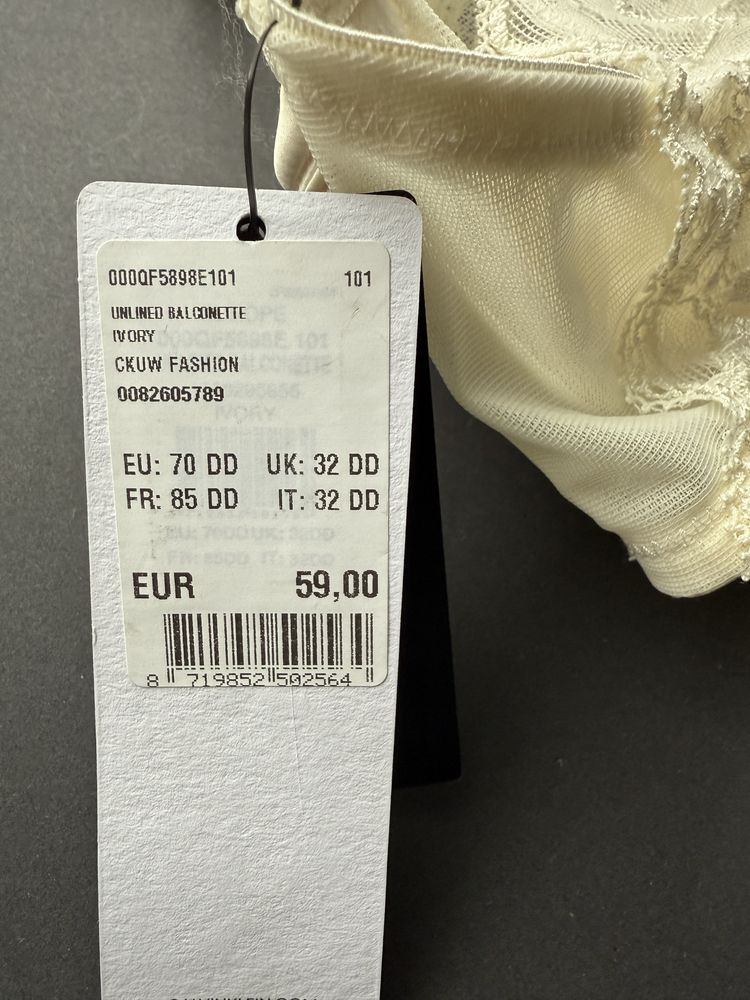 000QF5898E101 101
UNLINED BALCONETTE
IVORY
CKUW FASHION
0082605789
EU: 70 DD UK: 32 DD
FR: 85 DD IT: 32 DD
EUR 59,00
8 719852 502564